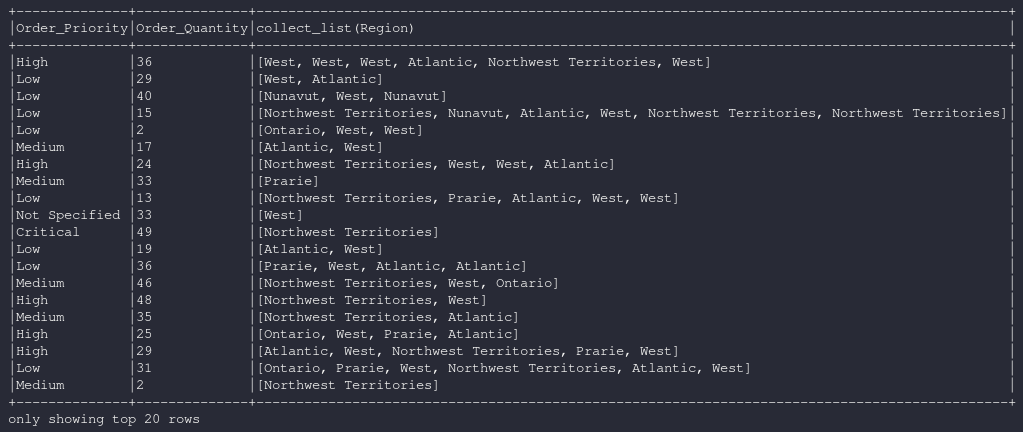 +---------------+--------------+----------------------------------------------------------------------------------------------+
|Order_Priority|Order_Quantity|collect_list(Region)                                                                          |
+---------------+--------------+----------------------------------------------------------------------------------------------+
|High          |36            |[West, West, West, Atlantic, Northwest Territories, West]                                     |
|Low           |29            |[West, Atlantic]                                                                              |
|Low           |40            |[Nunavut, West, Nunavut]                                                                      |
|Low           |15            |[Northwest Territories, Nunavut, Atlantic, West, Northwest Territories, Northwest Territories]|
|Low           |2             |[Ontario, West, West]                                                                         |
|Medium        |17            |[Atlantic, West]                                                                              |
|High          |24            |[Northwest Territories, West, West, Atlantic]                                                 |
|Medium        |33            |[Prarie]                                                                                      |
|Low           |13            |[Northwest Territories, Prarie, Atlantic, West, West]                                         |
|Not Specified |33            |[West]                                                                                        |
|Critical      |49            |[Northwest Territories]                                                                       |
|Low           |19            |[Atlantic, West]                                                                              |
|Low           |36            |[Prarie, West, Atlantic, Atlantic]                                                            |
|Medium        |46            |[Northwest Territories, West, Ontario]                                                        |
|High          |48            |[Northwest Territories, West]                                                                 |
|Medium        |35            |[Northwest Territories, Atlantic]                                                             |
|High          |25            |[Ontario, West, Prarie, Atlantic]                                                             |
|High          |29            |[Atlantic, West, Northwest Territories, Prarie, West]                                         |
|Low           |31            |[Ontario, Prarie, West, Northwest Territories, Atlantic, West]                                |
|Medium        |2             |[Northwest Territories]                                                                       |
+---------------+--------------+----------------------------------------------------------------------------------------------+
only showing top 20 rows